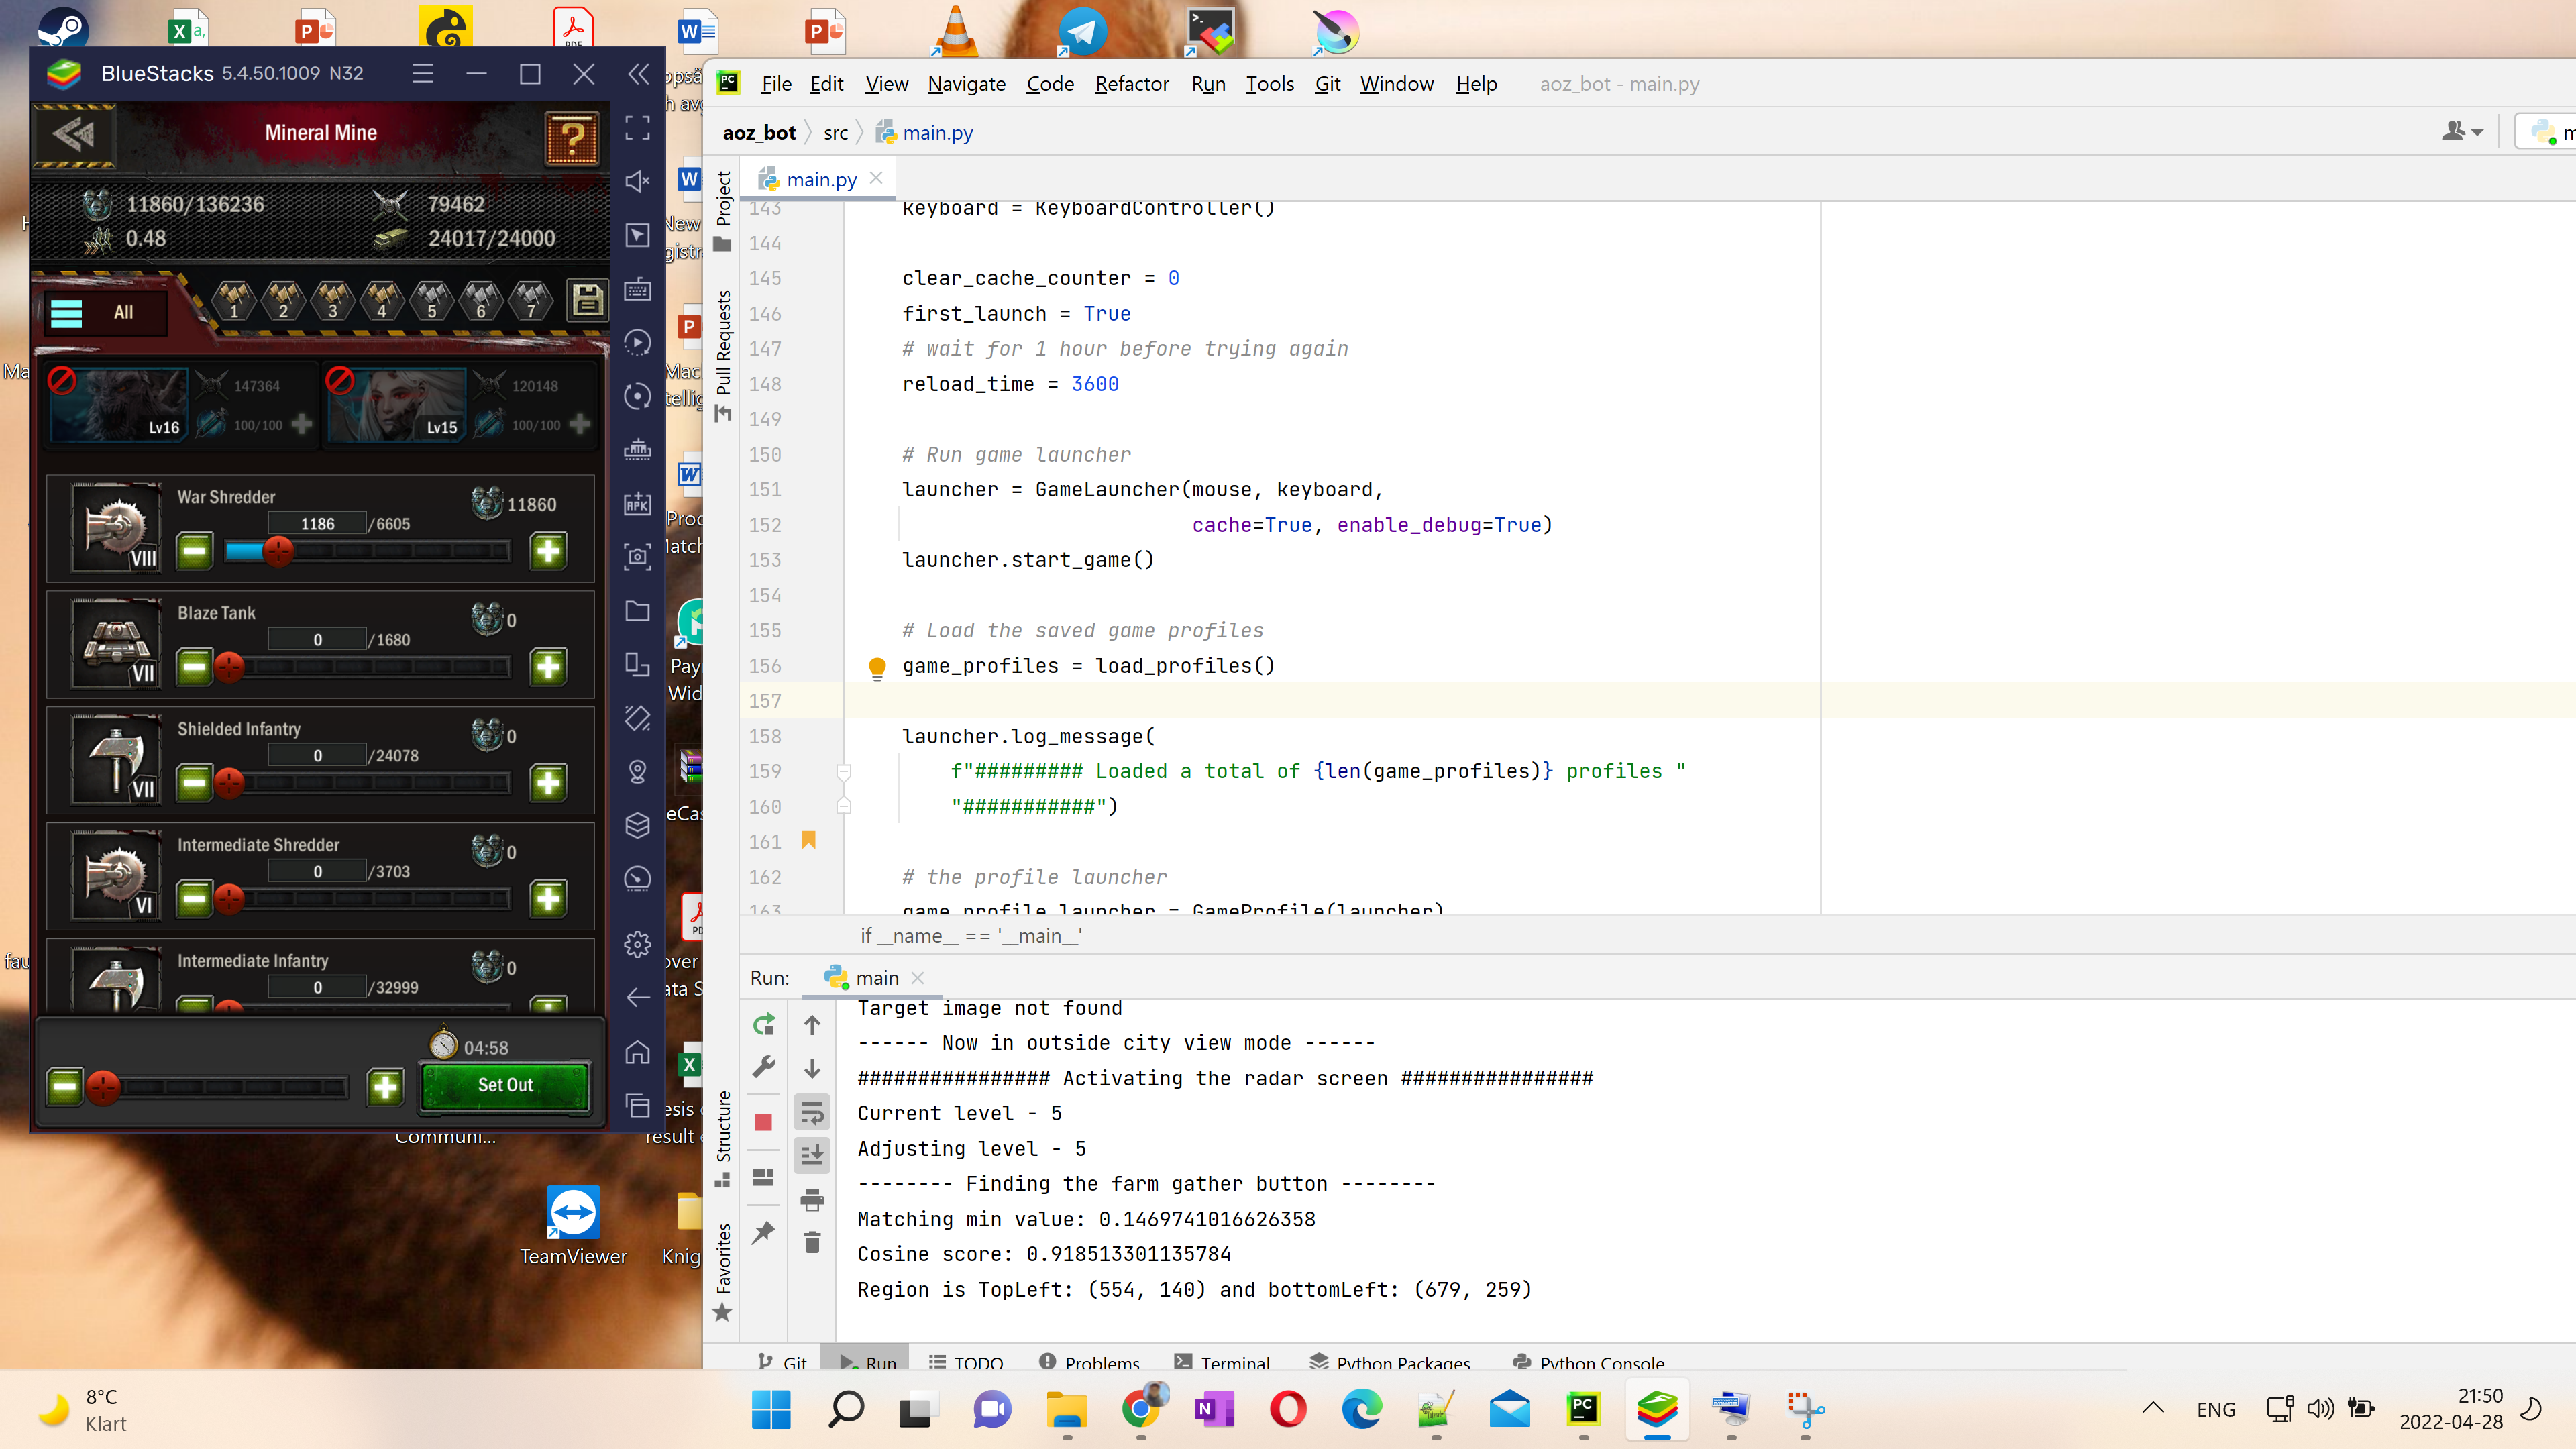 BlueStacks 5.4.50.1009 N32
Mineral Mine
?
11860/136236 79462
0.48 24017/24000
All 1 2 3 4 5 6 7
147364 120148
Lv16 100/100 Lv15 100/100
War Shredder 11860
1186 /6605
VIII
Blaze Tank 0
0 /1680
VII
Shielded Infantry 0
0 /24078
VII
Intermediate Shredder 0
0 /3703
VI
Intermediate Infantry 0
0 /32999
04:58
Set Out
APK
TeamViewer
File Edit View Navigate Code Refactor Run Tools Git Window Help aoz_bot - main.py
aoz_bot src main.py
main.py
Project
Pull Requests
Structure
Favorites
143 keyboard = KeyboardController()
144
145 clear_cache_counter = 0
146 first_launch = True
147 # wait for 1 hour before trying again
148 reload_time = 3600
149
150 # Run game launcher
151 launcher = GameLauncher(mouse, keyboard,
152 cache=True, enable_debug=True)
153 launcher.start_game()
154
155 # Load the saved game profiles
156 game_profiles = load_profiles()
157
158 launcher.log_message(
159 f"######### Loaded a total of {len(game_profiles)} profiles "
160 "###########")
161
162 # the profile launcher
163 game_profile_launcher = GameProfile(launcher)
if __name__ == '__main__'
Run: main
Target image not found
------ Now in outside city view mode ------
################ Activating the radar screen ################
Current level - 5
Adjusting level - 5
-------- Finding the farm gather button --------
Matching min value: 0.1469741016626358
Cosine score: 0.918513301135784
Region is TopLeft: (554, 140) and bottomLeft: (679, 259)
Git Run TODO Problems Terminal Python Packages Python Console
8°C
Klart
ENG
21:50
2022-04-28